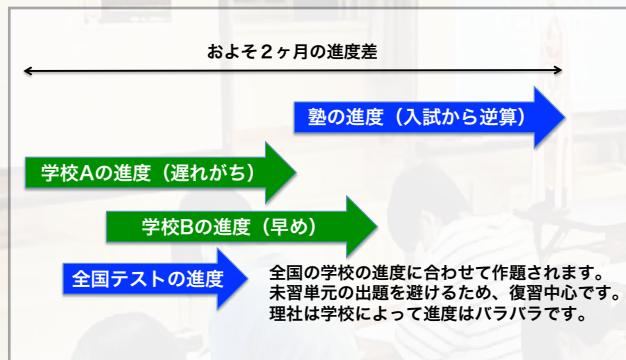 およそ２ヶ月の進度差
塾の進度（入試から逆算）
学校Aの進度（遅れがち）
学校Bの進度（早め）
全国テストの進度
全国の学校の進度に合わせて作題されます。
未習単元の出題を避けるため、復習中心です。
理社は学校によって進度はバラバラです。